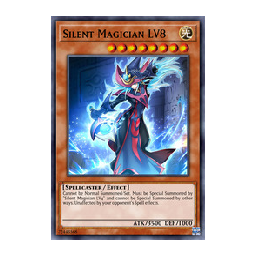 Silent Magician LV8
[Spellcaster / Effect]
Cannot be Normal Summoned/Set. Must be Special Summoned by
"Silent Magician LV4" and cannot be Special Summoned by other
ways. Unaffected by your opponent's Spell effects.
ATK/3500 DEF/1000